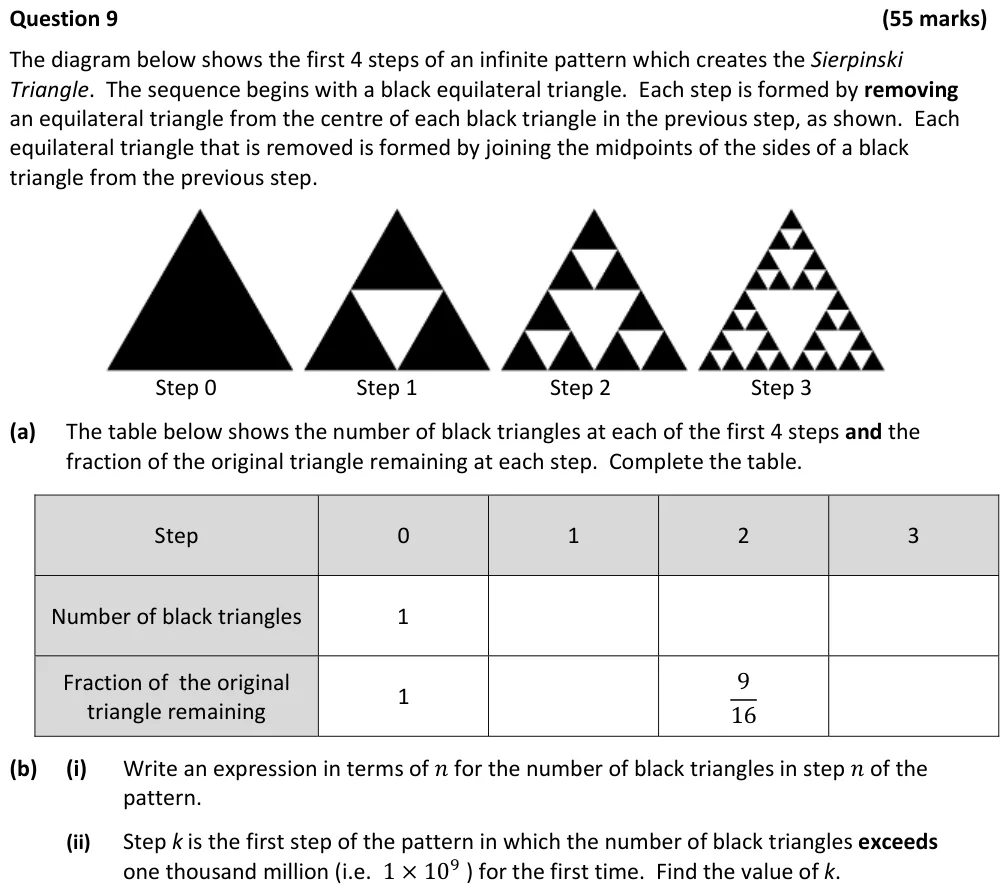 Question 9 (55 marks)
The diagram below shows the first 4 steps of an infinite pattern which creates the Sierpinski
Triangle. The sequence begins with a black equilateral triangle. Each step is formed by removing
an equilateral triangle from the centre of each black triangle in the previous step, as shown. Each
equilateral triangle that is removed is formed by joining the midpoints of the sides of a black
triangle from the previous step.
Step 0 Step 1 Step 2 Step 3
(a) The table below shows the number of black triangles at each of the first 4 steps and the
fraction of the original triangle remaining at each step. Complete the table.
Step 0 1 2 3
Number of black triangles 1
Fraction of the original
triangle remaining 1 9/16
(b) (i) Write an expression in terms of n for the number of black triangles in step n of the
pattern.
(ii) Step k is the first step of the pattern in which the number of black triangles exceeds
one thousand million (i.e. 1 × 10⁹ ) for the first time. Find the value of k.